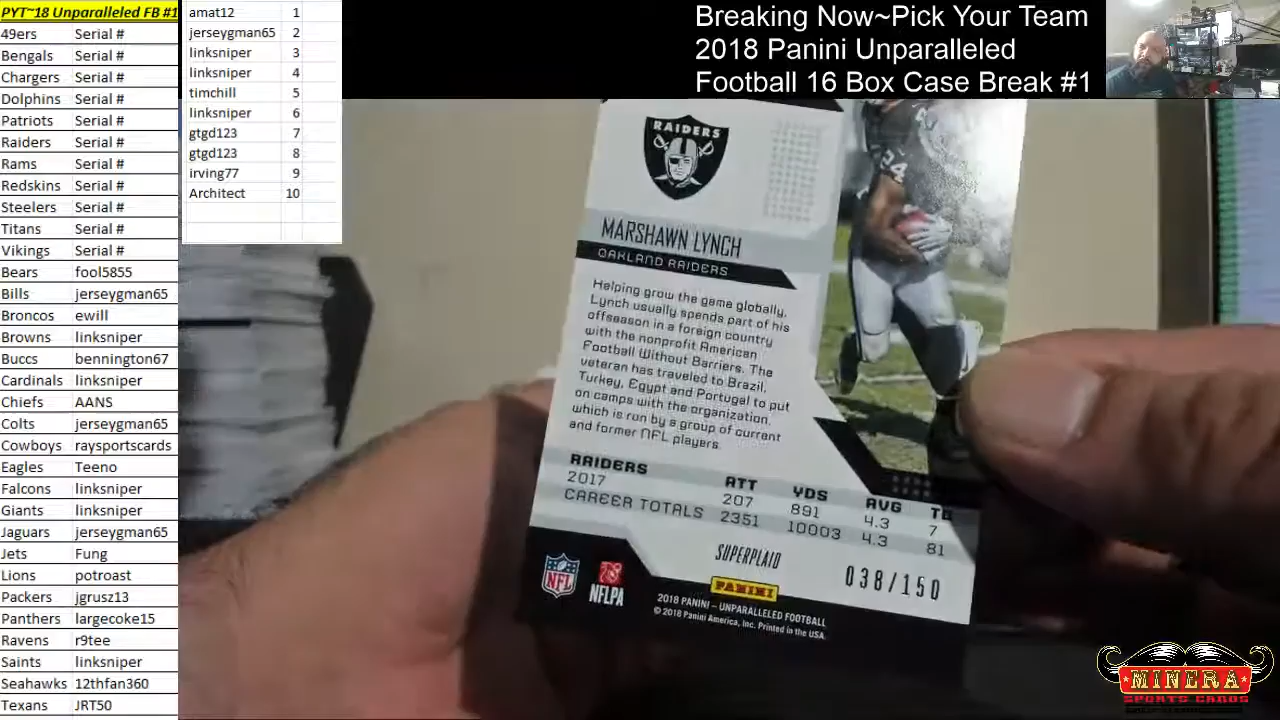 PYT~18 Unparalleled FB #1
49ers Serial #
Bengals Serial #
Chargers Serial #
Dolphins Serial #
Patriots Serial #
Raiders Serial #
Rams Serial #
Redskins Serial #
Steelers Serial #
Titans Serial #
Vikings Serial #
Bears fool5855
Bills jerseygman65
Broncos ewill
Browns linksniper
Buccs bennington67
Cardinals linksniper
Chiefs AANS
Colts jerseygman65
Cowboys raysportscards
Eagles Teeno
Falcons linksniper
Giants linksniper
Jaguars jerseygman65
Jets Fung
Lions potroast
Packers jgrusz13
Panthers largecoke15
Ravens r9tee
Saints linksniper
Seahawks 12thfan360
Texans JRT50
amat12 1
jerseygman65 2
linksniper 3
linksniper 4
timchill 5
linksniper 6
gtgd123 7
gtgd123 8
irving77 9
Architect 10
Breaking Now~Pick Your Team
2018 Panini Unparalleled
Football 16 Box Case Break #1
RAIDERS
24
MARSHAWN LYNCH
OAKLAND RAIDERS
Helping grow the game globally,
Lynch usually spends part of his
offseason in a foreign country
with the nonprofit American
Football Without Barriers. The
veteran has traveled to Brazil,
Turkey, Egypt and Portugal to put
on camps with the organization,
which is run by a group of current
and former NFL players.
RAIDERS ATT YDS AVG TD
2017 207 891 4.3 7
CAREER TOTALS 2351 10003 4.3 81
SUPERPLAID
038/150
NFL
NFLPA
PANINI
2018 PANINI – UNPARALLELED FOOTBALL
© 2018 Panini America, Inc. Printed in the USA.
MINERA
SPORTS CARDS